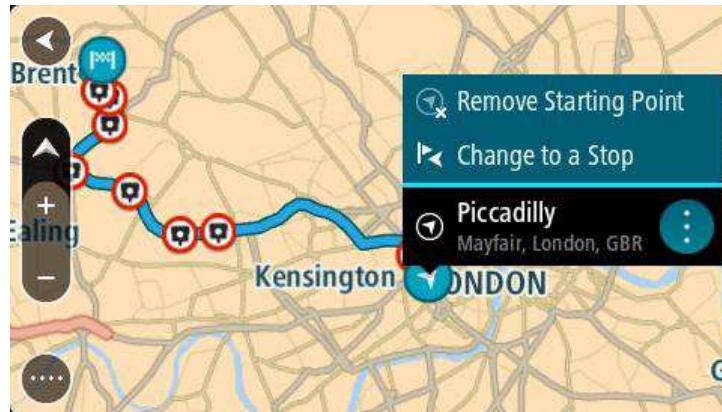 Brent
Remove Starting Point
Change to a Stop
Piccadilly
Mayfair, London, GBR
Ealing
Kensington
ONDON